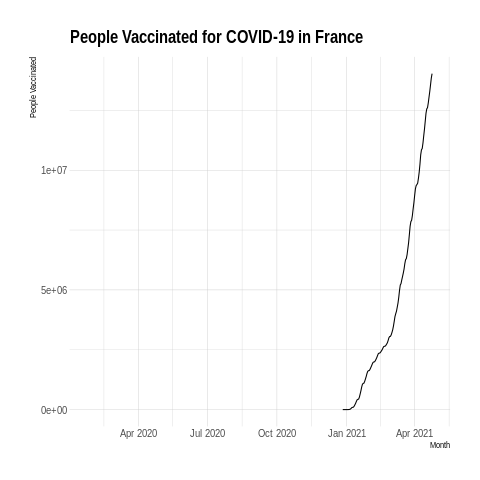 People Vaccinated for COVID-19 in France
People Vaccinated
1e+07
5e+06
0e+00
Apr 2020 Jul 2020 Oct 2020 Jan 2021 Apr 2021
Month